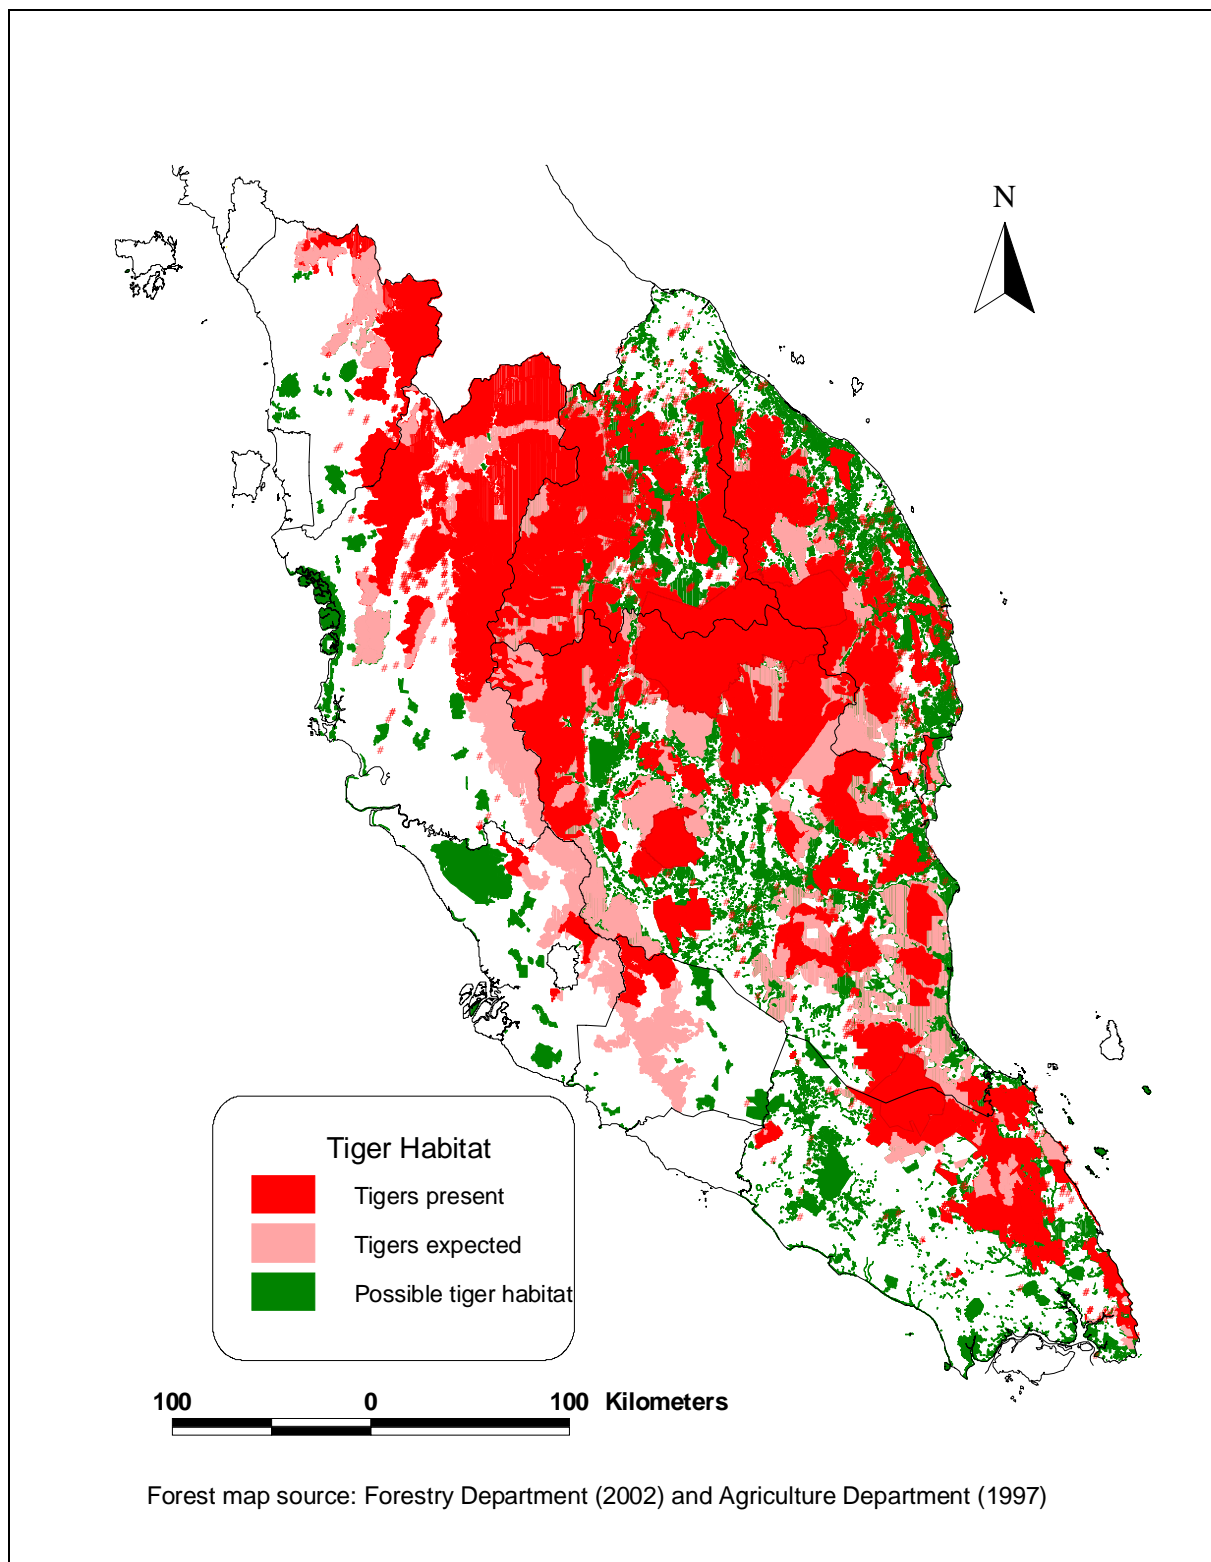 N
Tiger Habitat
Tigers present
Tigers expected
Possible tiger habitat
100 0 100 Kilometers
Forest map source: Forestry Department (2002) and Agriculture Department (1997)